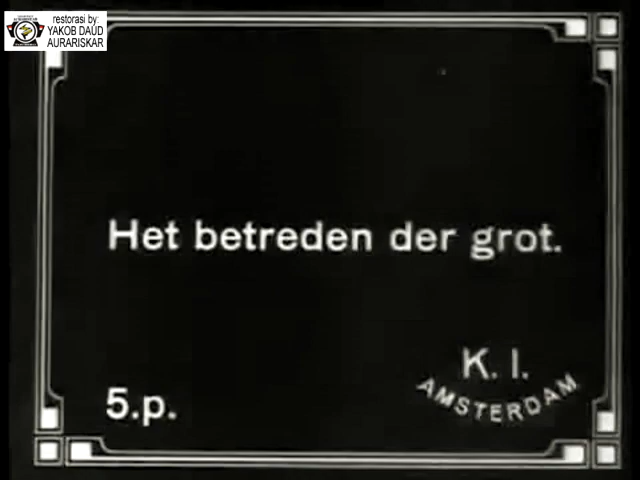 restorasi by:
YAKOB DAUD
AURARISKAR
Het betreden der grot.
5.p.
K. I.
AMSTERDAM